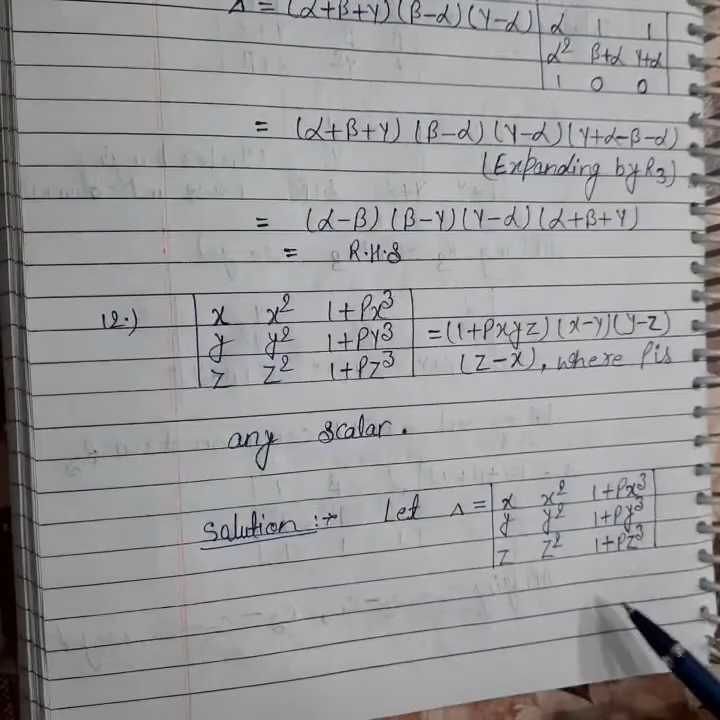 Δ = (α+β+γ)(β-α)(γ-α) | α 1 1 |
| α² β+α γ+α |
| 1 0 0 |
= (α+β+γ) (β-α) (γ-α) (γ+α-β-α)
(Expanding by R3)
= (α-β) (β-γ) (γ-α) (α+β+γ)
= R.H.S
12.) | x x² 1+Px³ |
| y y² 1+Py³ | = (1+Pxyz) (x-y) (y-z)
| z z² 1+Pz³ | (z-x), where P is
any scalar.
Solution :→ Let Δ = | x x² 1+Px³ |
| y y² 1+Py³ |
| z z² 1+Pz³ |